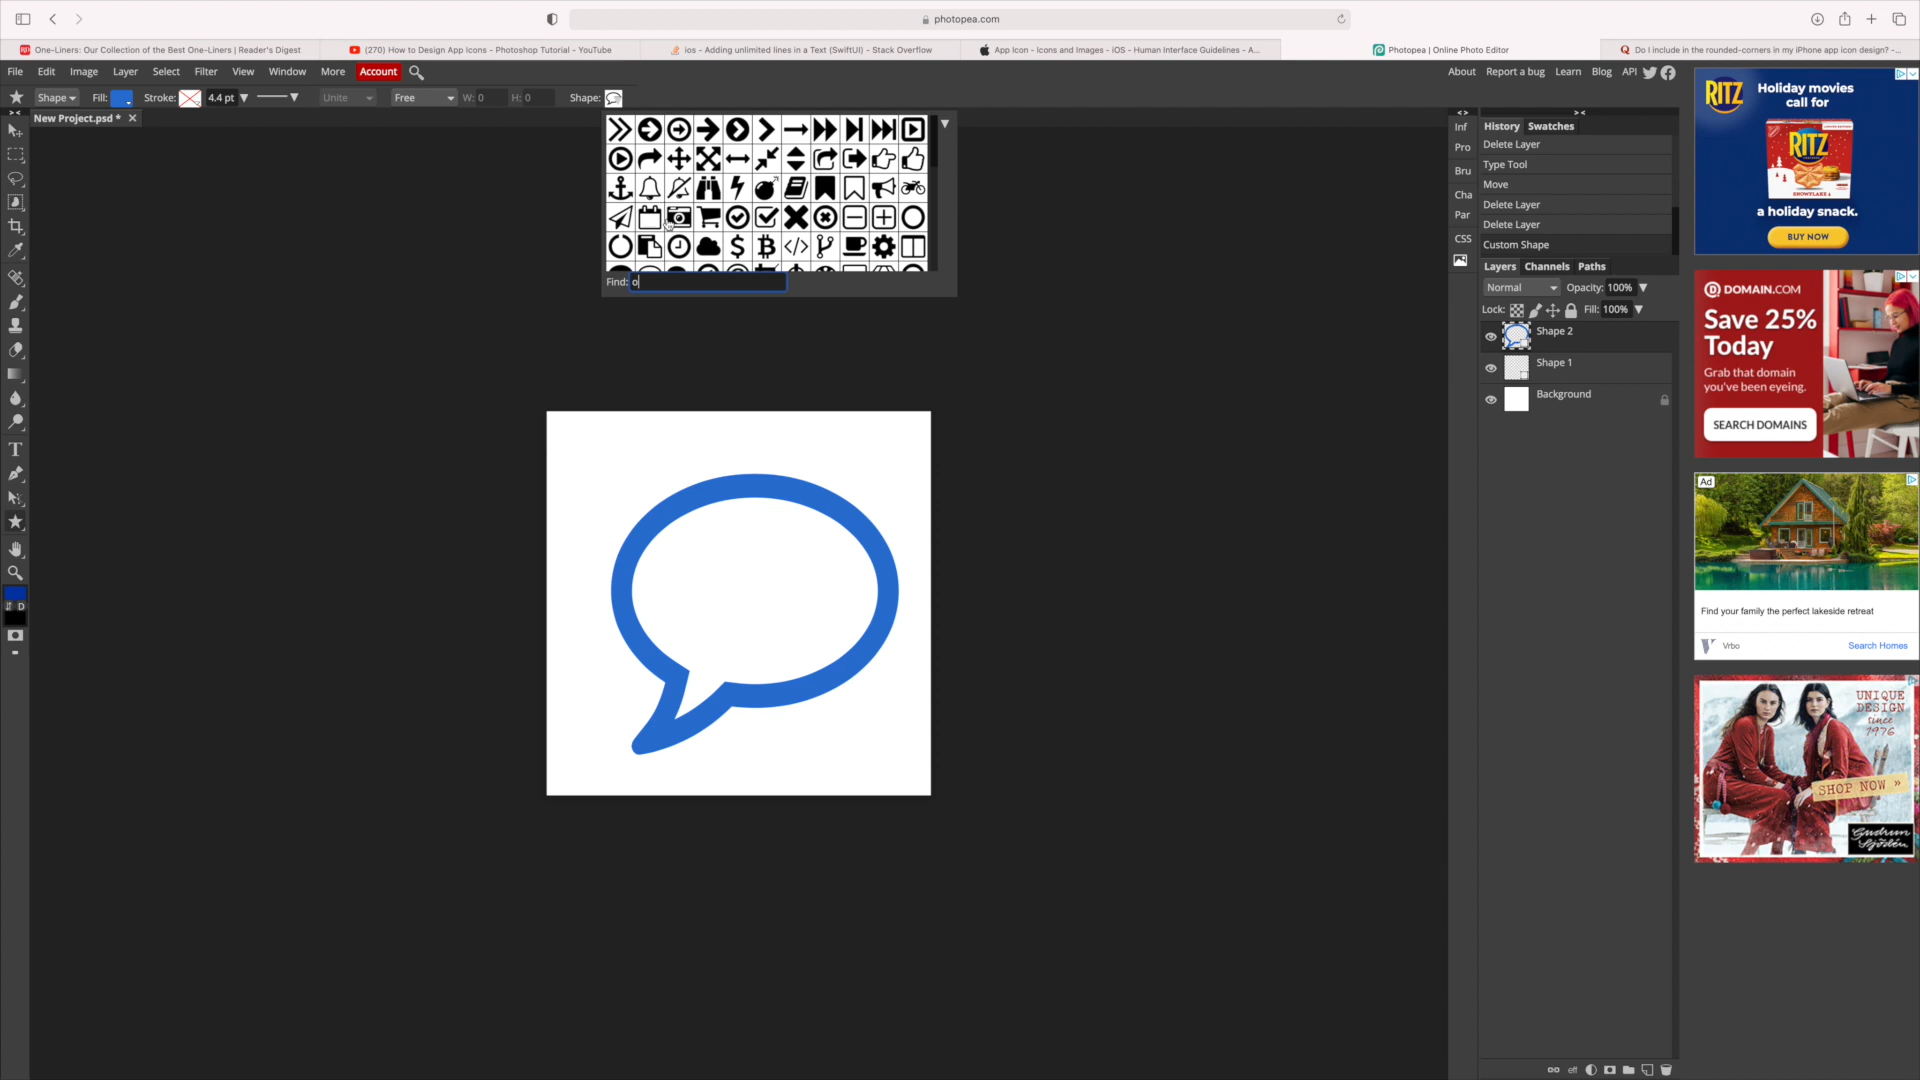 photopea.com
One-Liners: Our Collection of the Best One-Liners | Reader's Digest
(270) How to Design App Icons - Photoshop Tutorial - YouTube
ios - Adding unlimited lines in a Text (SwiftUI) - Stack Overflow
App Icon - Icons and Images - iOS - Human Interface Guidelines - A...
Photopea | Online Photo Editor
Do I include in the rounded-corners in my iPhone app icon design? -...
File Edit Image Layer Select Filter View Window More Account
About Report a bug Learn Blog API
Shape Fill: Stroke: 4.4 pt Unite Free W: 0 H: 0 Shape:
New Project.psd *
Find: o
Inf
Pro
Bru
Cha
Par
CSS
History Swatches
Delete Layer
Type Tool
Move
Delete Layer
Delete Layer
Custom Shape
Layers Channels Paths
Normal Opacity: 100%
Lock: Fill: 100%
Shape 2
Shape 1
Background
D
eff
RITZ
Holiday movies
call for
RITZ
SNOWFLAKE
a holiday snack.
BUY NOW
DOMAIN.COM
Save 25%
Today
Grab that domain
you've been eyeing.
SEARCH DOMAINS
Ad
Find your family the perfect lakeside retreat
Vrbo
Search Homes
UNIQUE
DESIGN
since
1976
SHOP NOW »
Gudrun
Sjödén